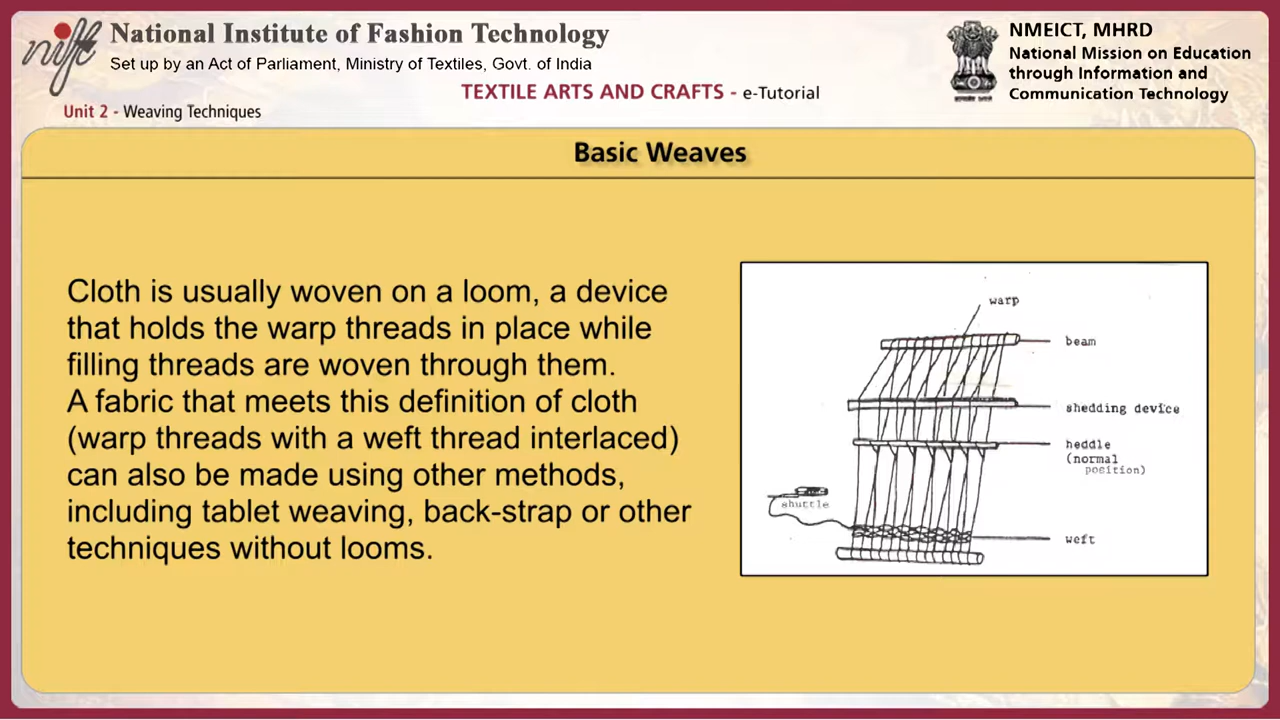 nift
National Institute of Fashion Technology
Set up by an Act of Parliament, Ministry of Textiles, Govt. of India
NMEICT, MHRD
National Mission on Education
through Information and
Communication Technology
TEXTILE ARTS AND CRAFTS - e-Tutorial
Unit 2 - Weaving Techniques
Basic Weaves
Cloth is usually woven on a loom, a device
that holds the warp threads in place while
filling threads are woven through them.
A fabric that meets this definition of cloth
(warp threads with a weft thread interlaced)
can also be made using other methods,
including tablet weaving, back-strap or other
techniques without looms.
warp
beam
shedding device
heddle
(normal
position)
shuttle
weft